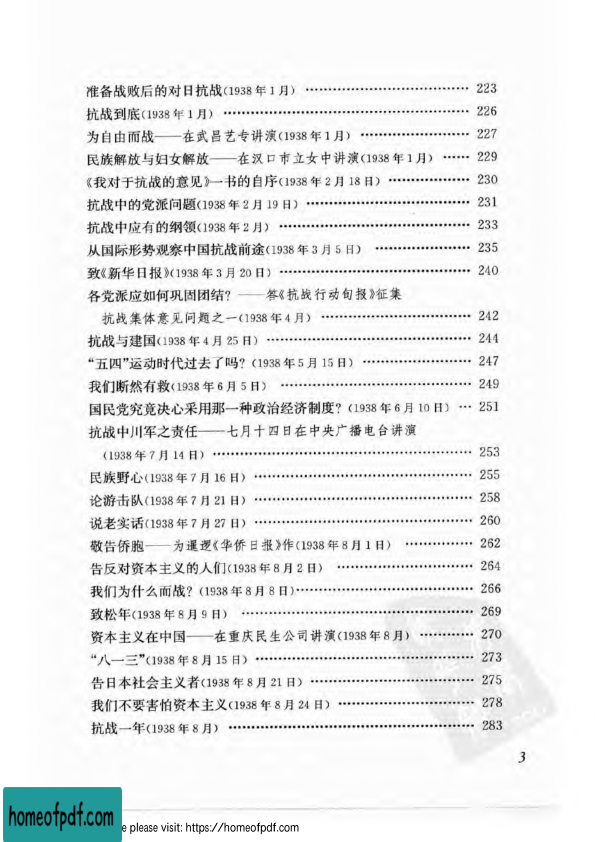 准备战败后的对日抗战(1938年1月) ………… 223
抗战到底(1938年1月) ………… 226
为自由而战——在武昌艺专讲演(1938年1月) ………… 227
民族解放与妇女解放——在汉口市立女中讲演(1938年1月) …… 229
《我对于抗战的意见》一书的自序(1938年2月18日) ………… 230
抗战中的党派问题(1938年2月19日) ………… 231
抗战中应有的纲领(1938年2月) ………… 233
从国际形势观察中国抗战前途(1938年3月5日) ………… 235
致《新华日报》(1938年3月20日) ………… 240
各党派应如何巩固团结?——答《抗战行动旬报》征集
抗战集体意见问题之一(1938年4月) ………… 242
抗战与建国(1938年4月25日) ………… 244
“五四”运动时代过去了吗?(1938年5月15日) ………… 247
我们断然有救(1938年6月5日) ………… 249
国民党究竟决心采用那一种政治经济制度?(1938年6月10日) … 251
抗战中川军之责任——七月十四日在中央广播电台讲演
(1938年7月14日) ………… 253
民族野心(1938年7月16日) ………… 255
论游击队(1938年7月21日) ………… 258
说老实话(1938年7月27日) ………… 260
敬告侨胞——为暹逻《华侨日报》作(1938年8月1日) ………… 262
告反对资本主义的人们(1938年8月2日) ………… 264
我们为什么而战?(1938年8月8日) ………… 266
致松年(1938年8月9日) ………… 269
资本主义在中国——在重庆民生公司讲演(1938年8月) ………… 270
“八一三”(1938年8月15日) ………… 273
告日本社会主义者(1938年8月21日) ………… 275
我们不要害怕资本主义(1938年8月24日) ………… 278
抗战一年(1938年8月) ………… 283
3
homeofpdf.com
e please visit: https://homeofpdf.com